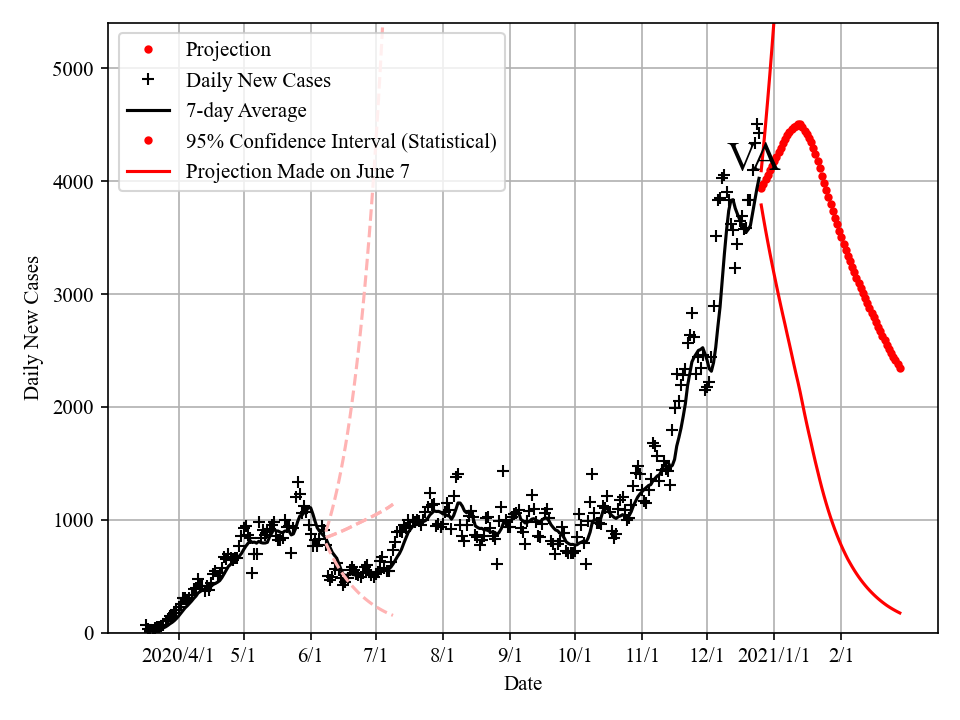 Projection
Daily New Cases
7-day Average
95% Confidence Interval (Statistical)
Projection Made on June 7
VA
Daily New Cases
5000
4000
3000
2000
1000
0
2020/4/1 5/1 6/1 7/1 8/1 9/1 10/1 11/1 12/1 2021/1/1 2/1
Date